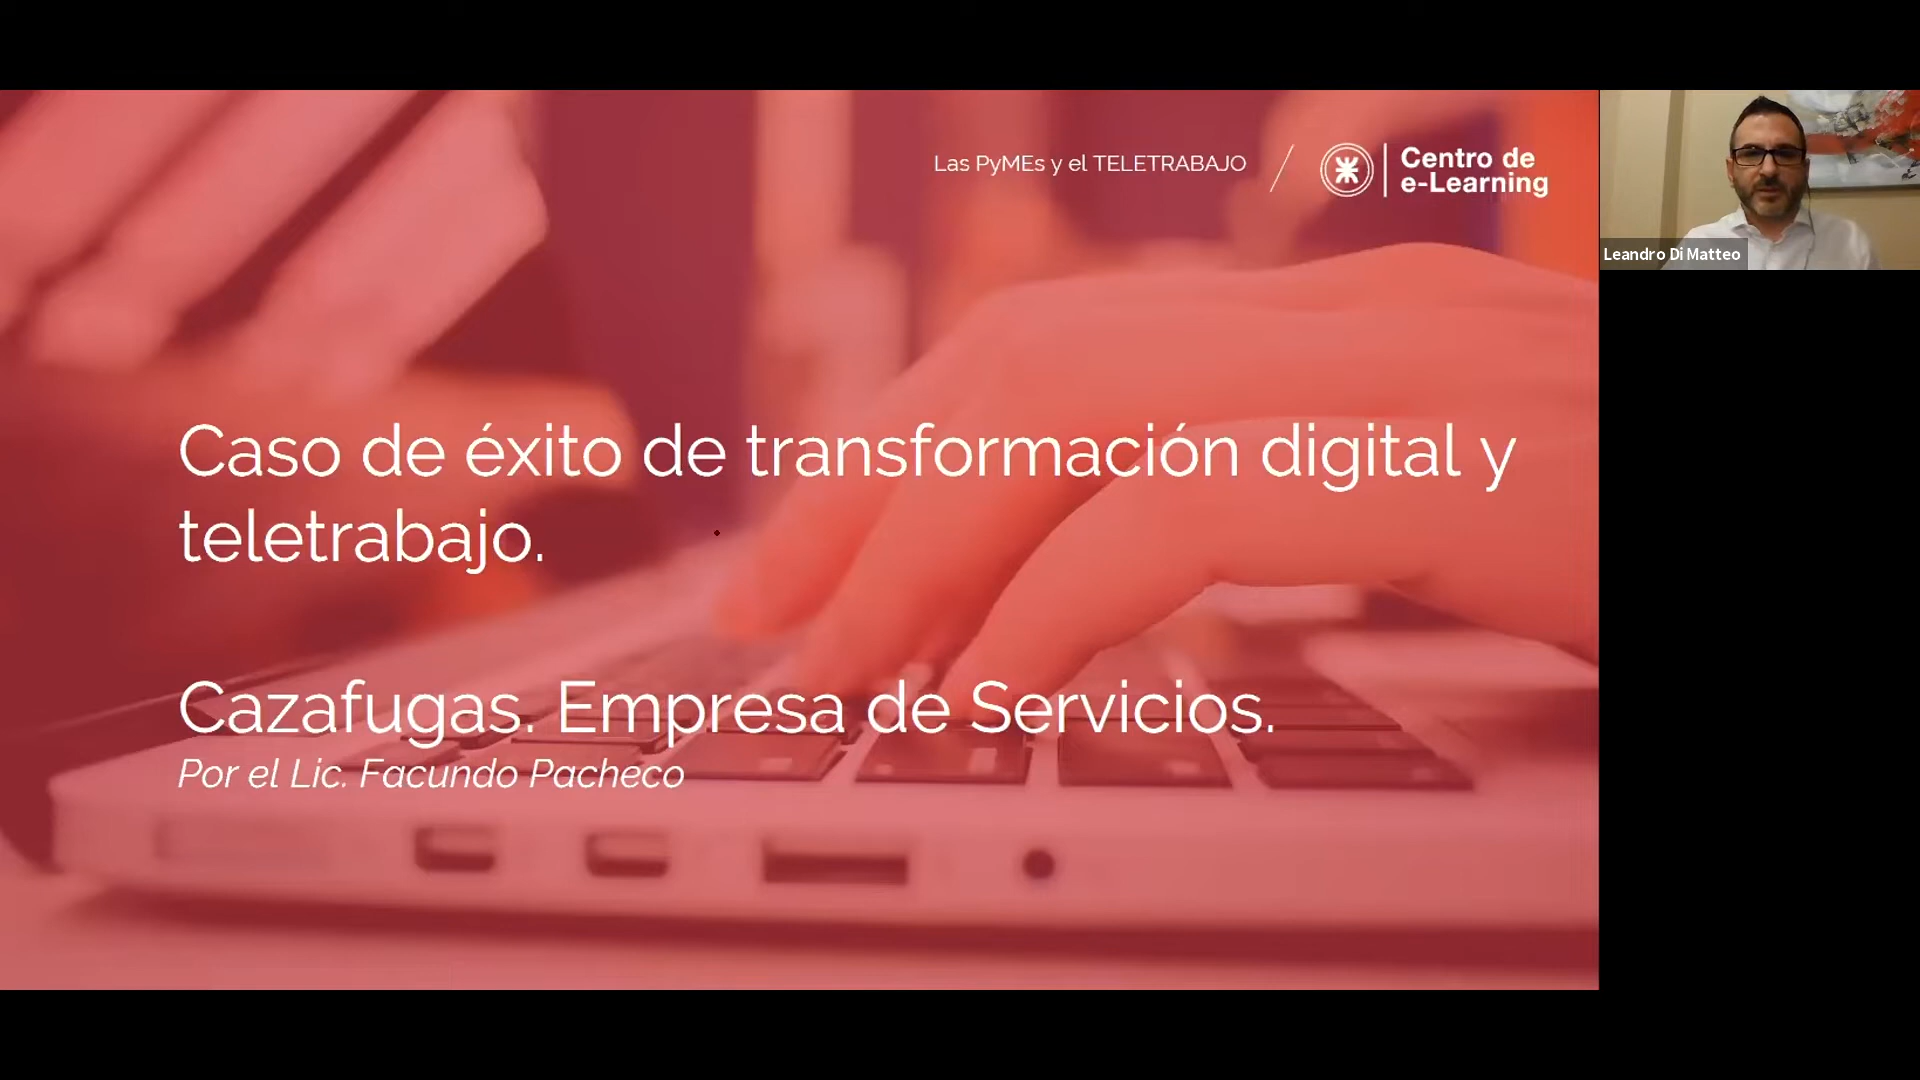 Las PyMEs y el TELETRABAJO
Centro de
e-Learning
Leandro Di Matteo
Caso de éxito de transformación digital y
teletrabajo.
Cazafugas. Empresa de Servicios.
Por el Lic. Facundo Pacheco